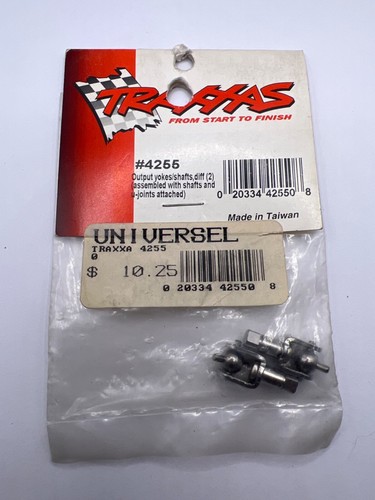 TRAXXAS
FROM START TO FINISH
#4255
Output yokes/shafts,diff (2)
(assembled with shafts and
u-joints attached)
0 20334 42550 8
Made in Taiwan
UNIVERSEL
TRAXXA 4255
0
$ 10.25
0 20334 42550 8